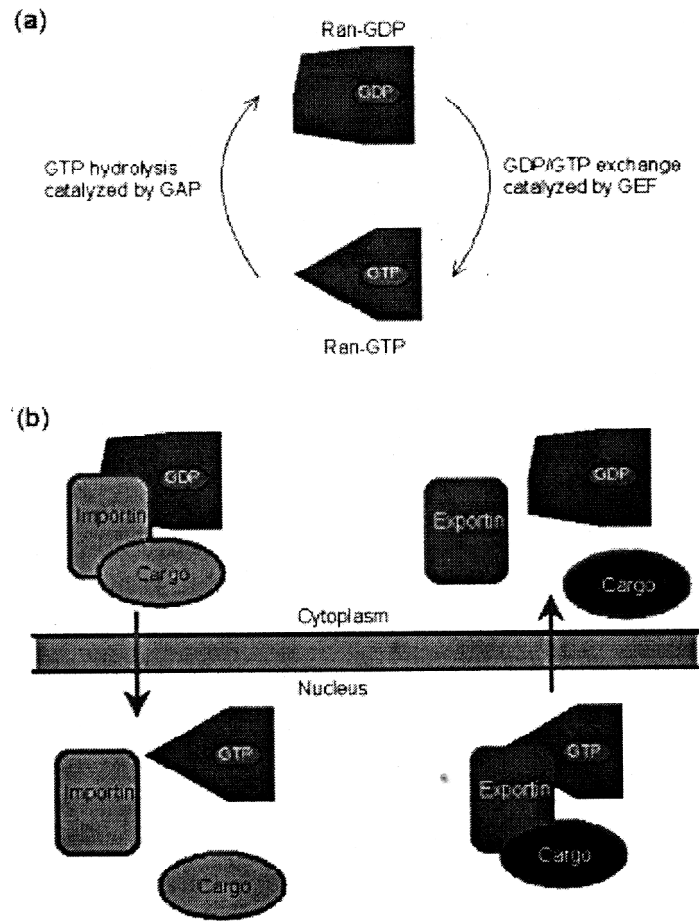 (a)
Ran-GDP
GDP
GTP hydrolysis
catalyzed by GAP
GDP/GTP exchange
catalyzed by GEF
GTP
Ran-GTP
(b)
GDP
Importin
Cargo
GDP
Exportin
Cargo
Cytoplasm
Nucleus
GTP
Importin
Cargo
GTP
Exportin
Cargo